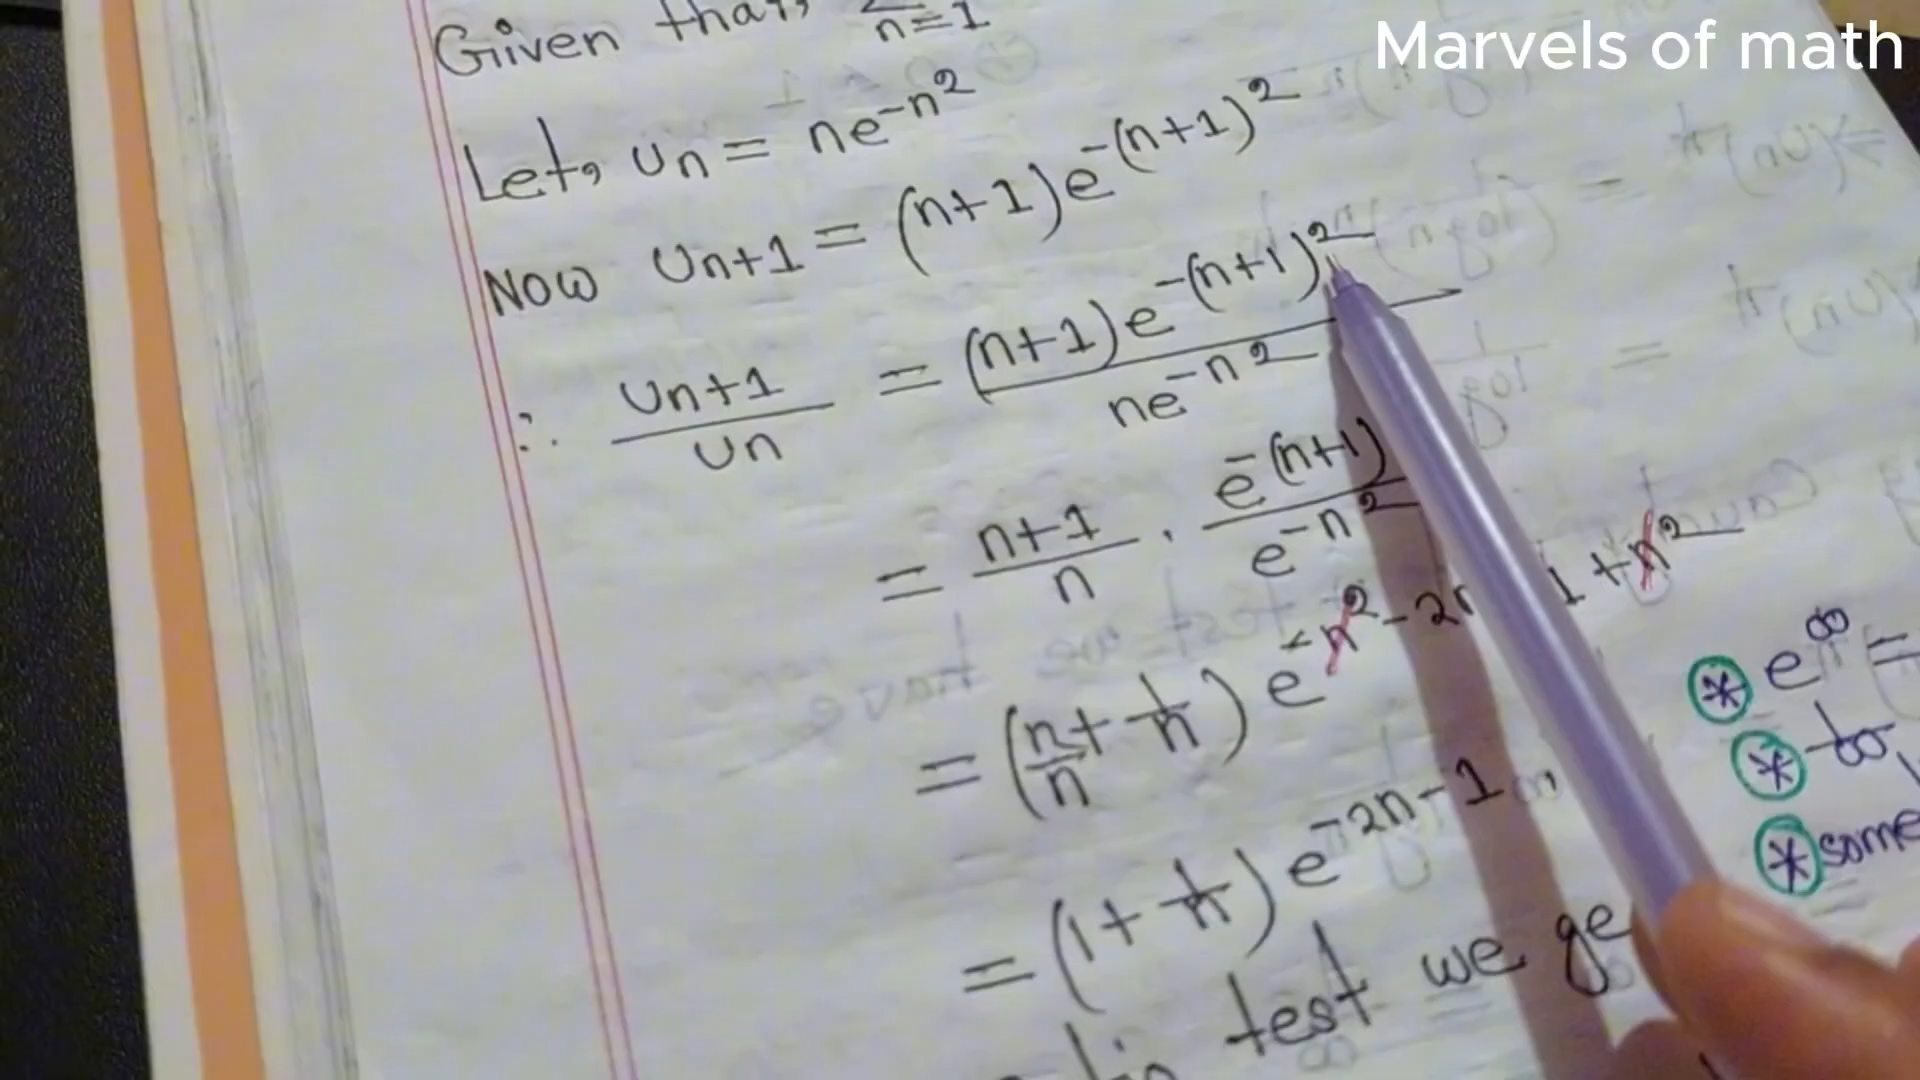 Marvels of math
Given that,
n=1
Let, Un = ne^-n^2
Now Un+1 = (n+1)e^-(n+1)^2
∴ Un+1/Un = (n+1)e^-(n+1)^2/ne^-n^2
= n+1/n · e^-(n+1)/e^-n^2
= (n/n + 1/n) e^-n^2-2n 1+n^2
= (1 + 1/n) e^-2n-1
test we ge
* e^∞ =
* to
* some